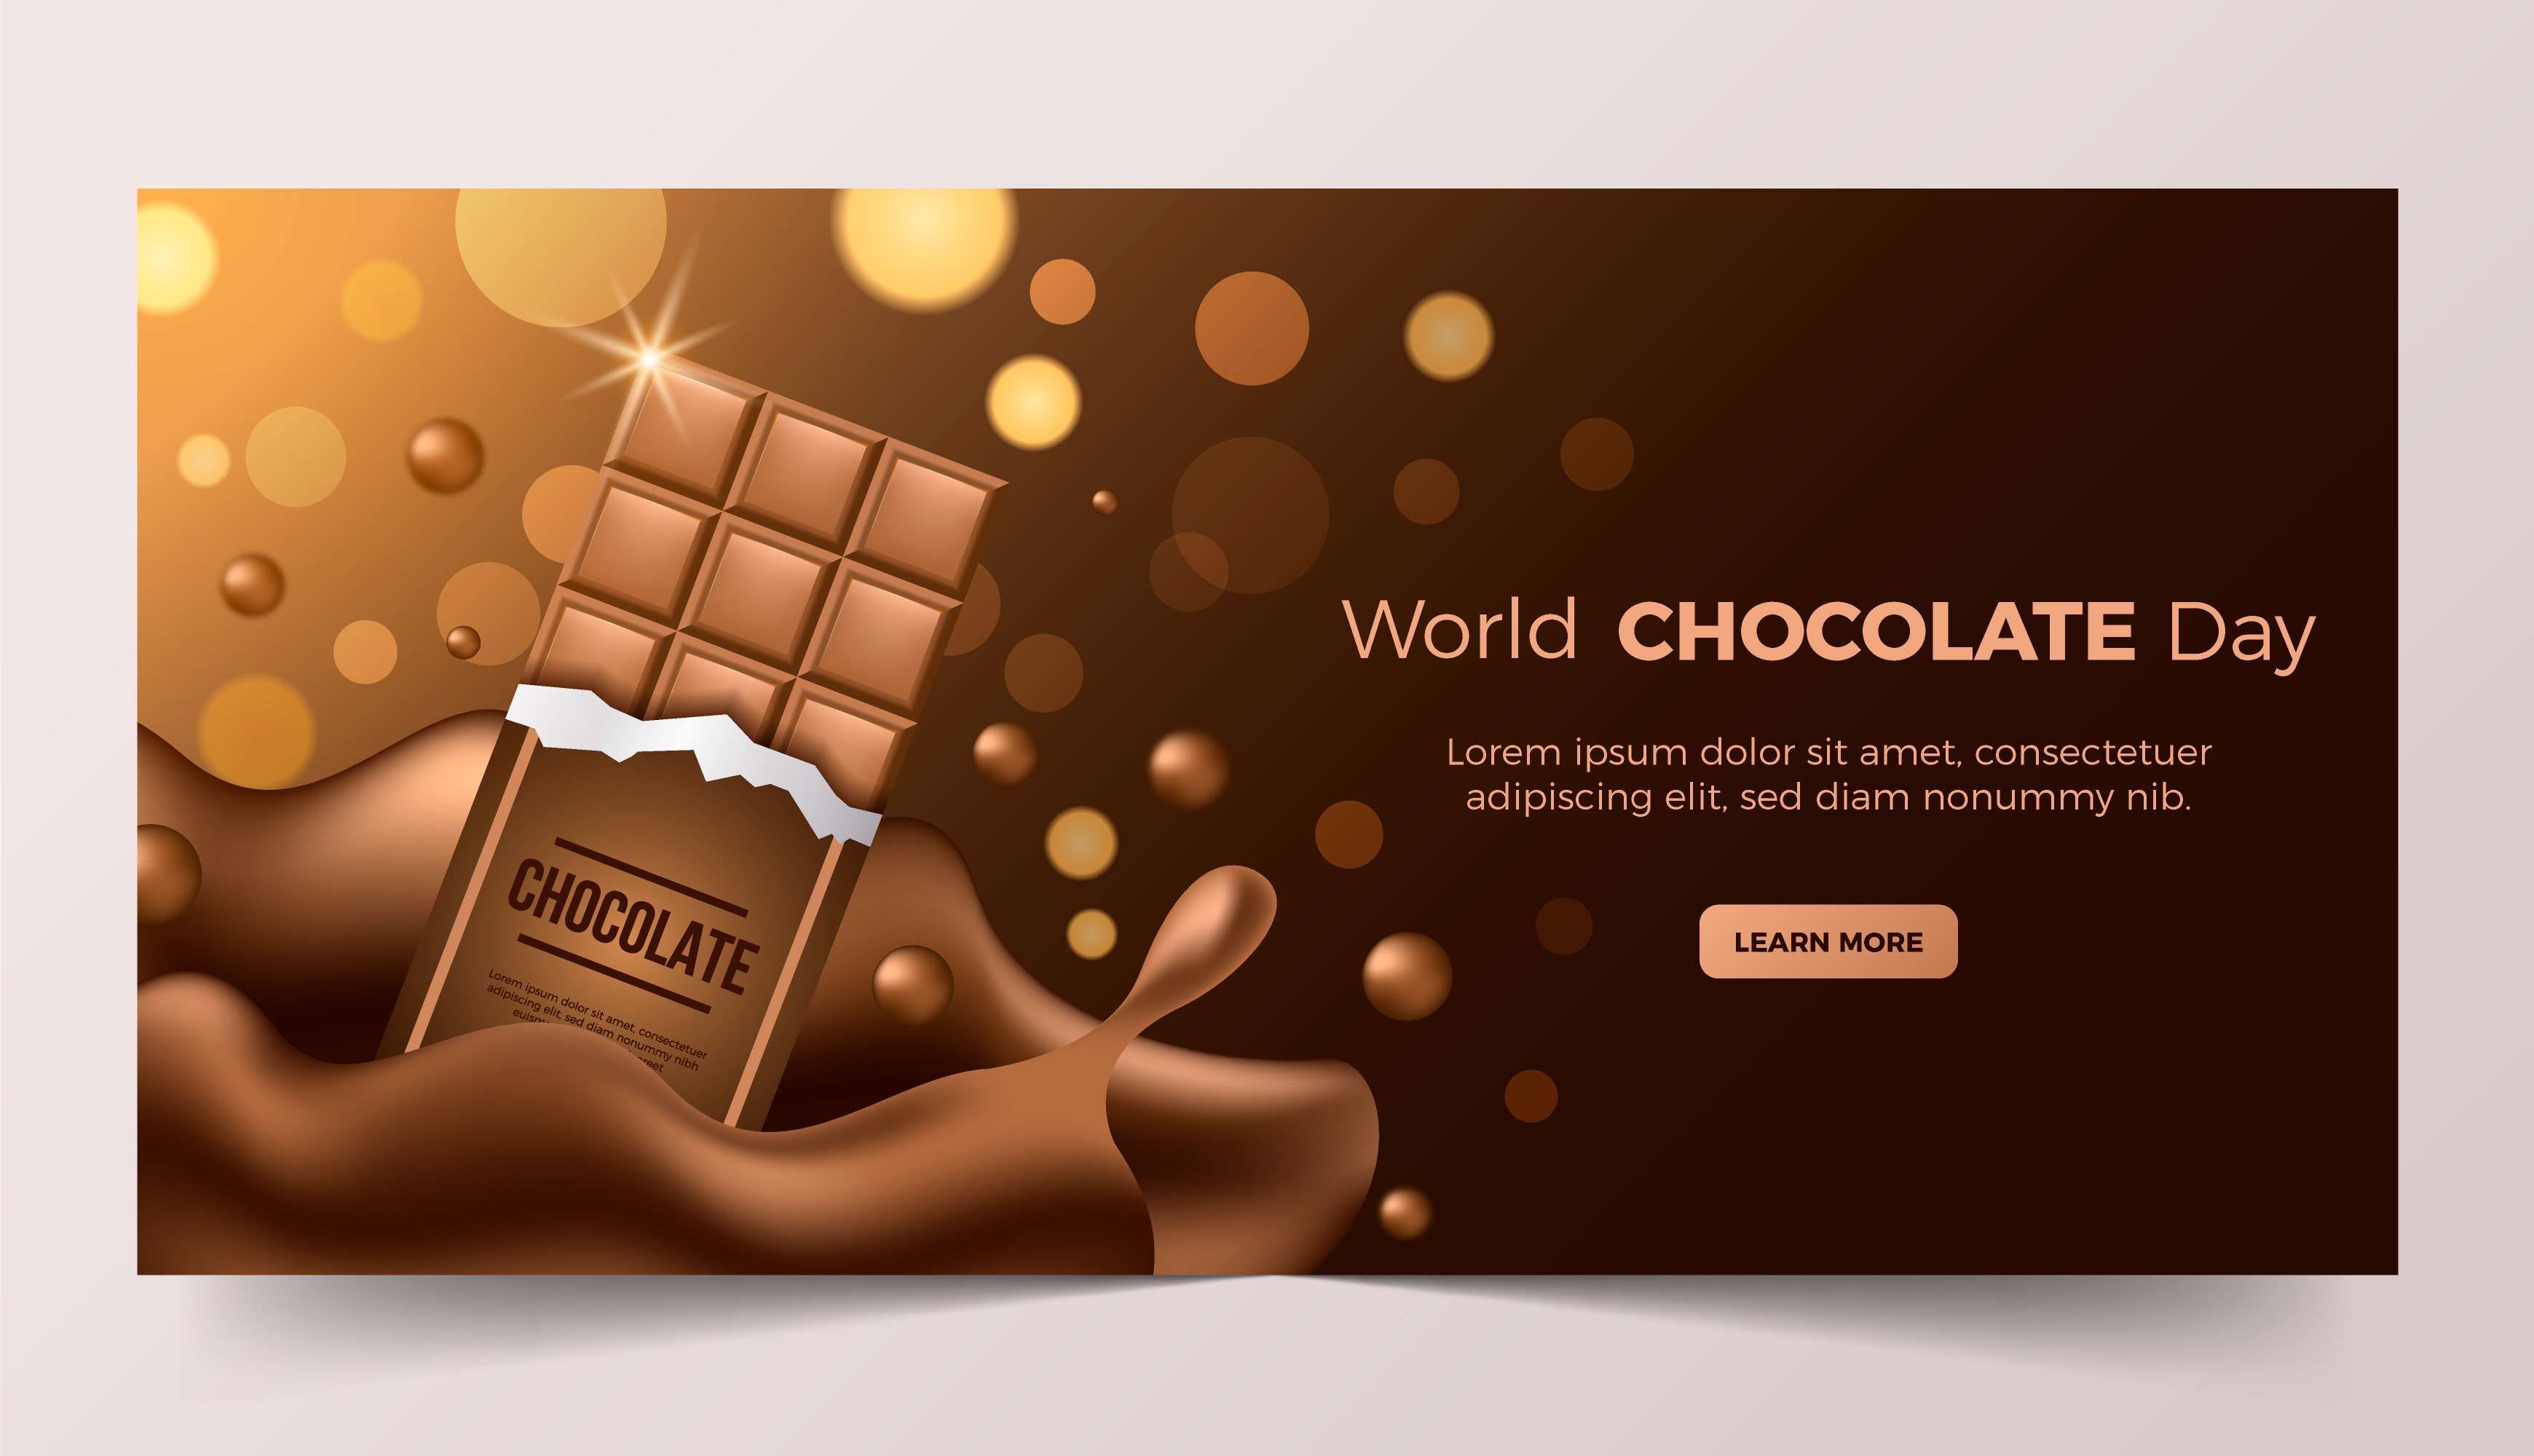 World CHOCOLATE Day
Lorem ipsum dolor sit amet, consectetuer
adipiscing elit, sed diam nonummy nib.
LEARN MORE
CHOCOLATE
Lorem ipsum dolor sit amet, consectetuer
adipiscing elit, sed diam nonummy nibh